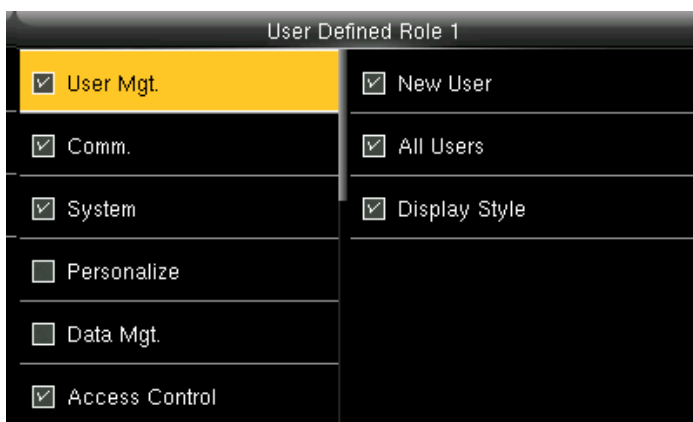 User Defined Role 1
User Mgt.
Comm.
System
Personalize
Data Mgt.
Access Control
New User
All Users
Display Style